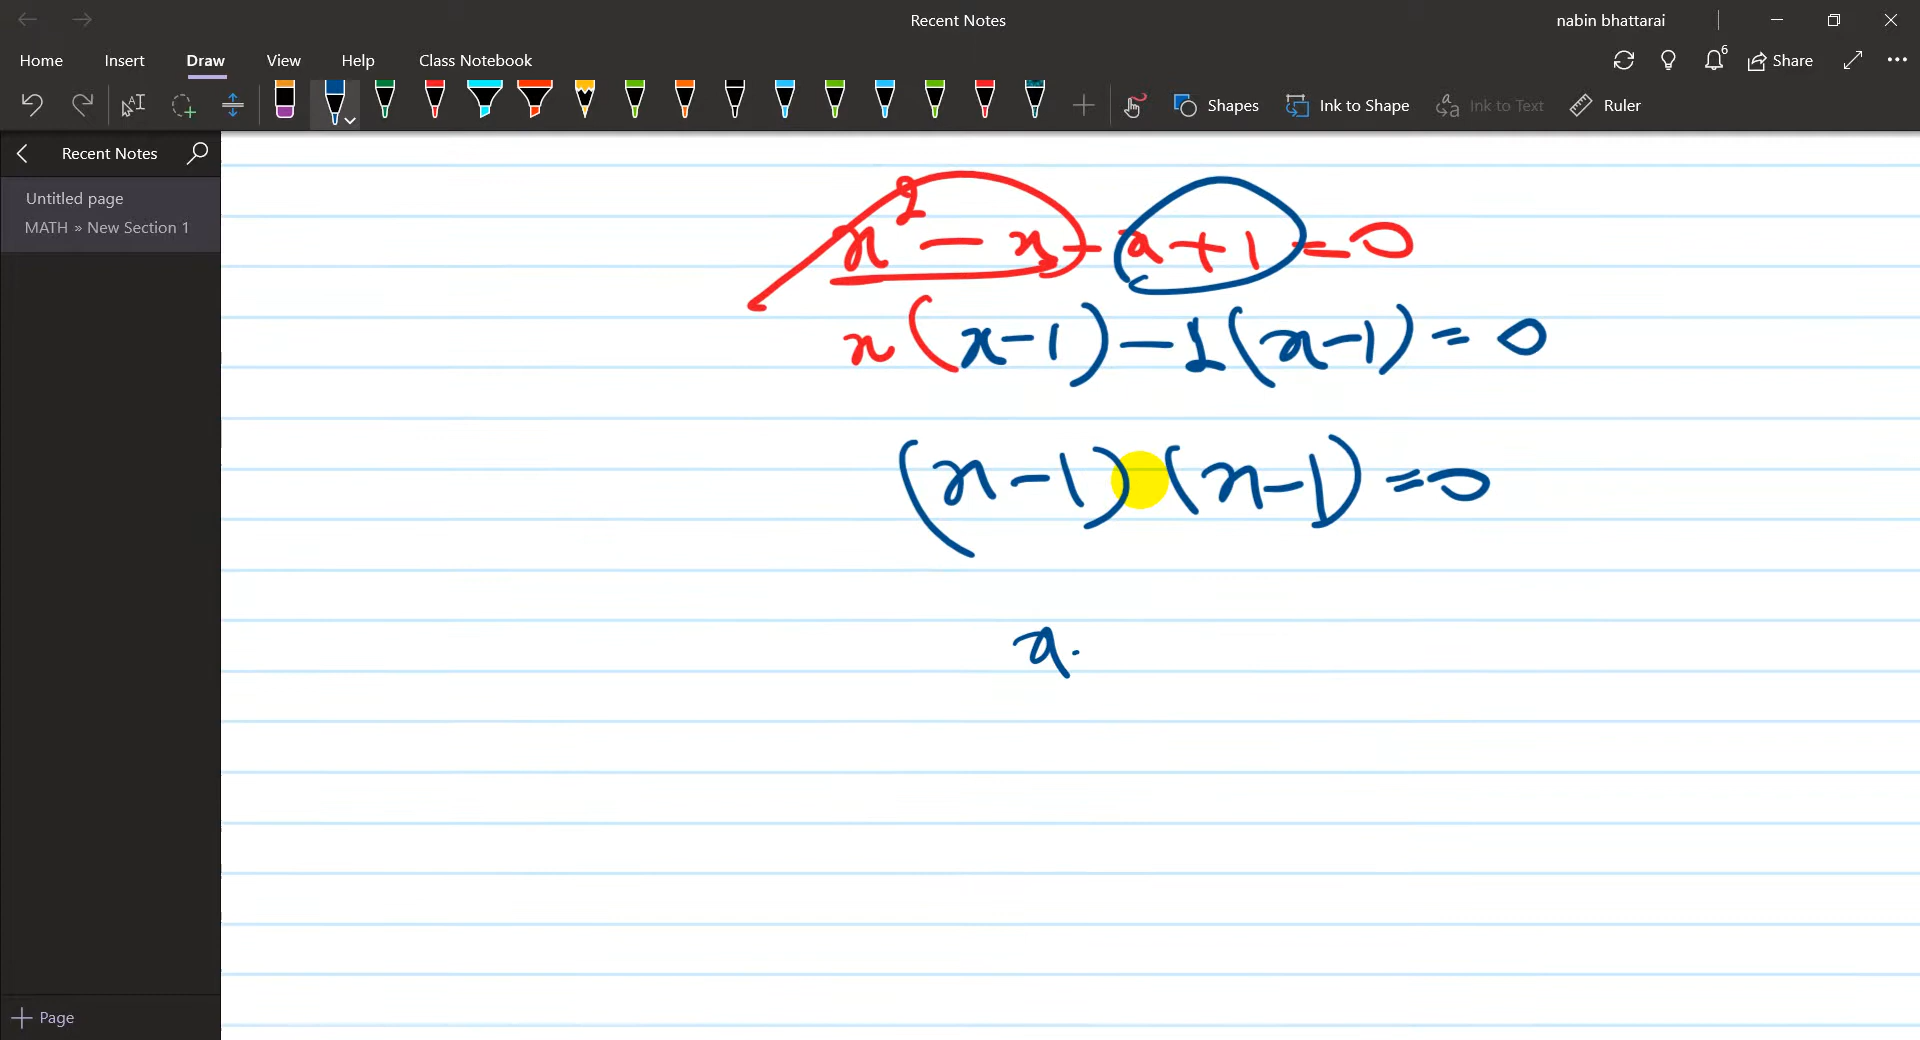 Recent Notes
nabin bhattarai
Home Insert Draw View Help Class Notebook
6
Share
Shapes Ink to Shape Ink to Text Ruler
Recent Notes
Untitled page
MATH » New Section 1
x² - x - x + 1 = 0
x(x-1) - 1(x-1) = 0
(x-1)(x-1) = 0
x.
Page